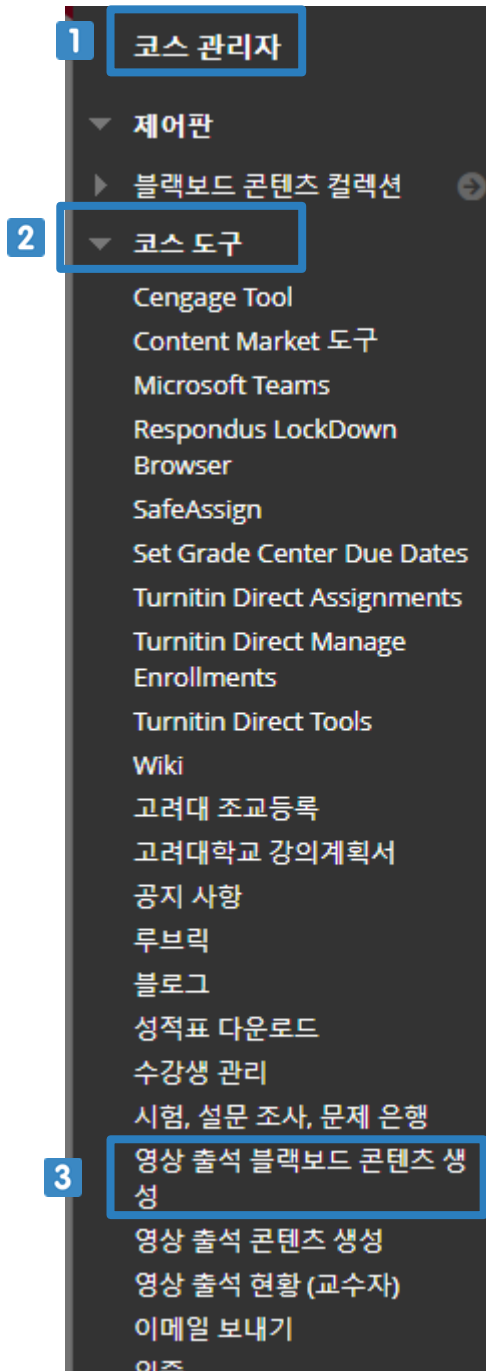 1 코스 관리자
제어판
블랙보드 콘텐츠 컬렉션
2 코스 도구
Cengage Tool
Content Market 도구
Microsoft Teams
Respondus LockDown
Browser
SafeAssign
Set Grade Center Due Dates
Turnitin Direct Assignments
Turnitin Direct Manage
Enrollments
Turnitin Direct Tools
Wiki
고려대 조교등록
고려대학교 강의계획서
공지 사항
루브릭
블로그
성적표 다운로드
수강생 관리
시험, 설문 조사, 문제 은행
3 영상 출석 블랙보드 콘텐츠 생
성
영상 출석 콘텐츠 생성
영상 출석 현황 (교수자)
이메일 보내기